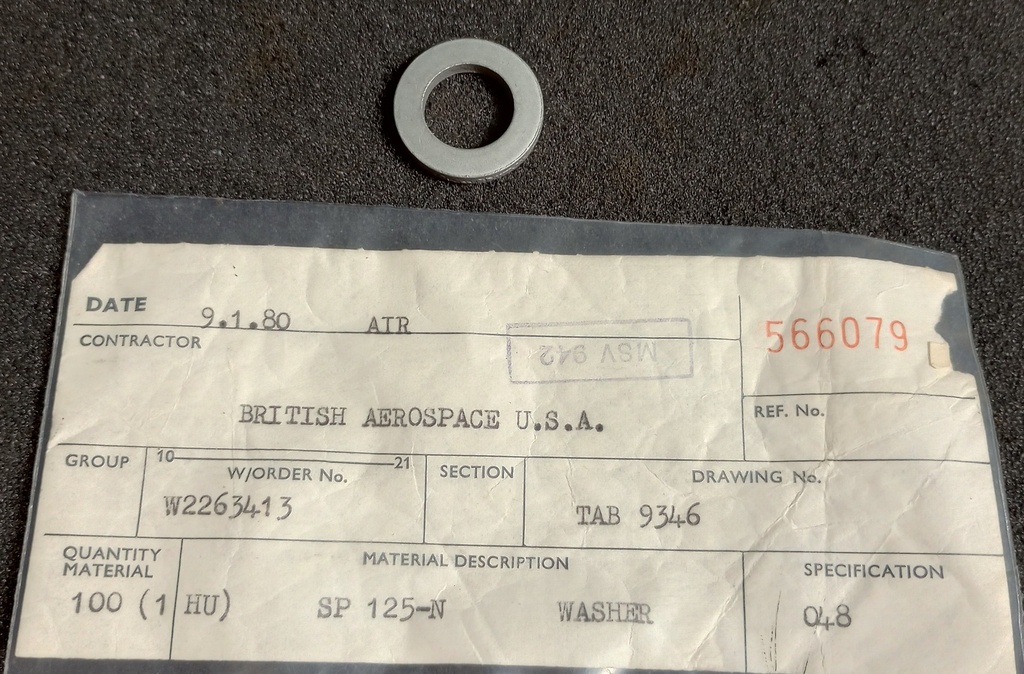 DATE 9.1.80 AIR
CONTRACTOR
MSV 942
566079
BRITISH AEROSPACE U.S.A.
REF. No.
GROUP 10 21 W/ORDER No. SECTION DRAWING No.
W2263413 TAB 9346
QUANTITY MATERIAL DESCRIPTION SPECIFICATION
MATERIAL
100 (1 HU) SP 125-N WASHER 048